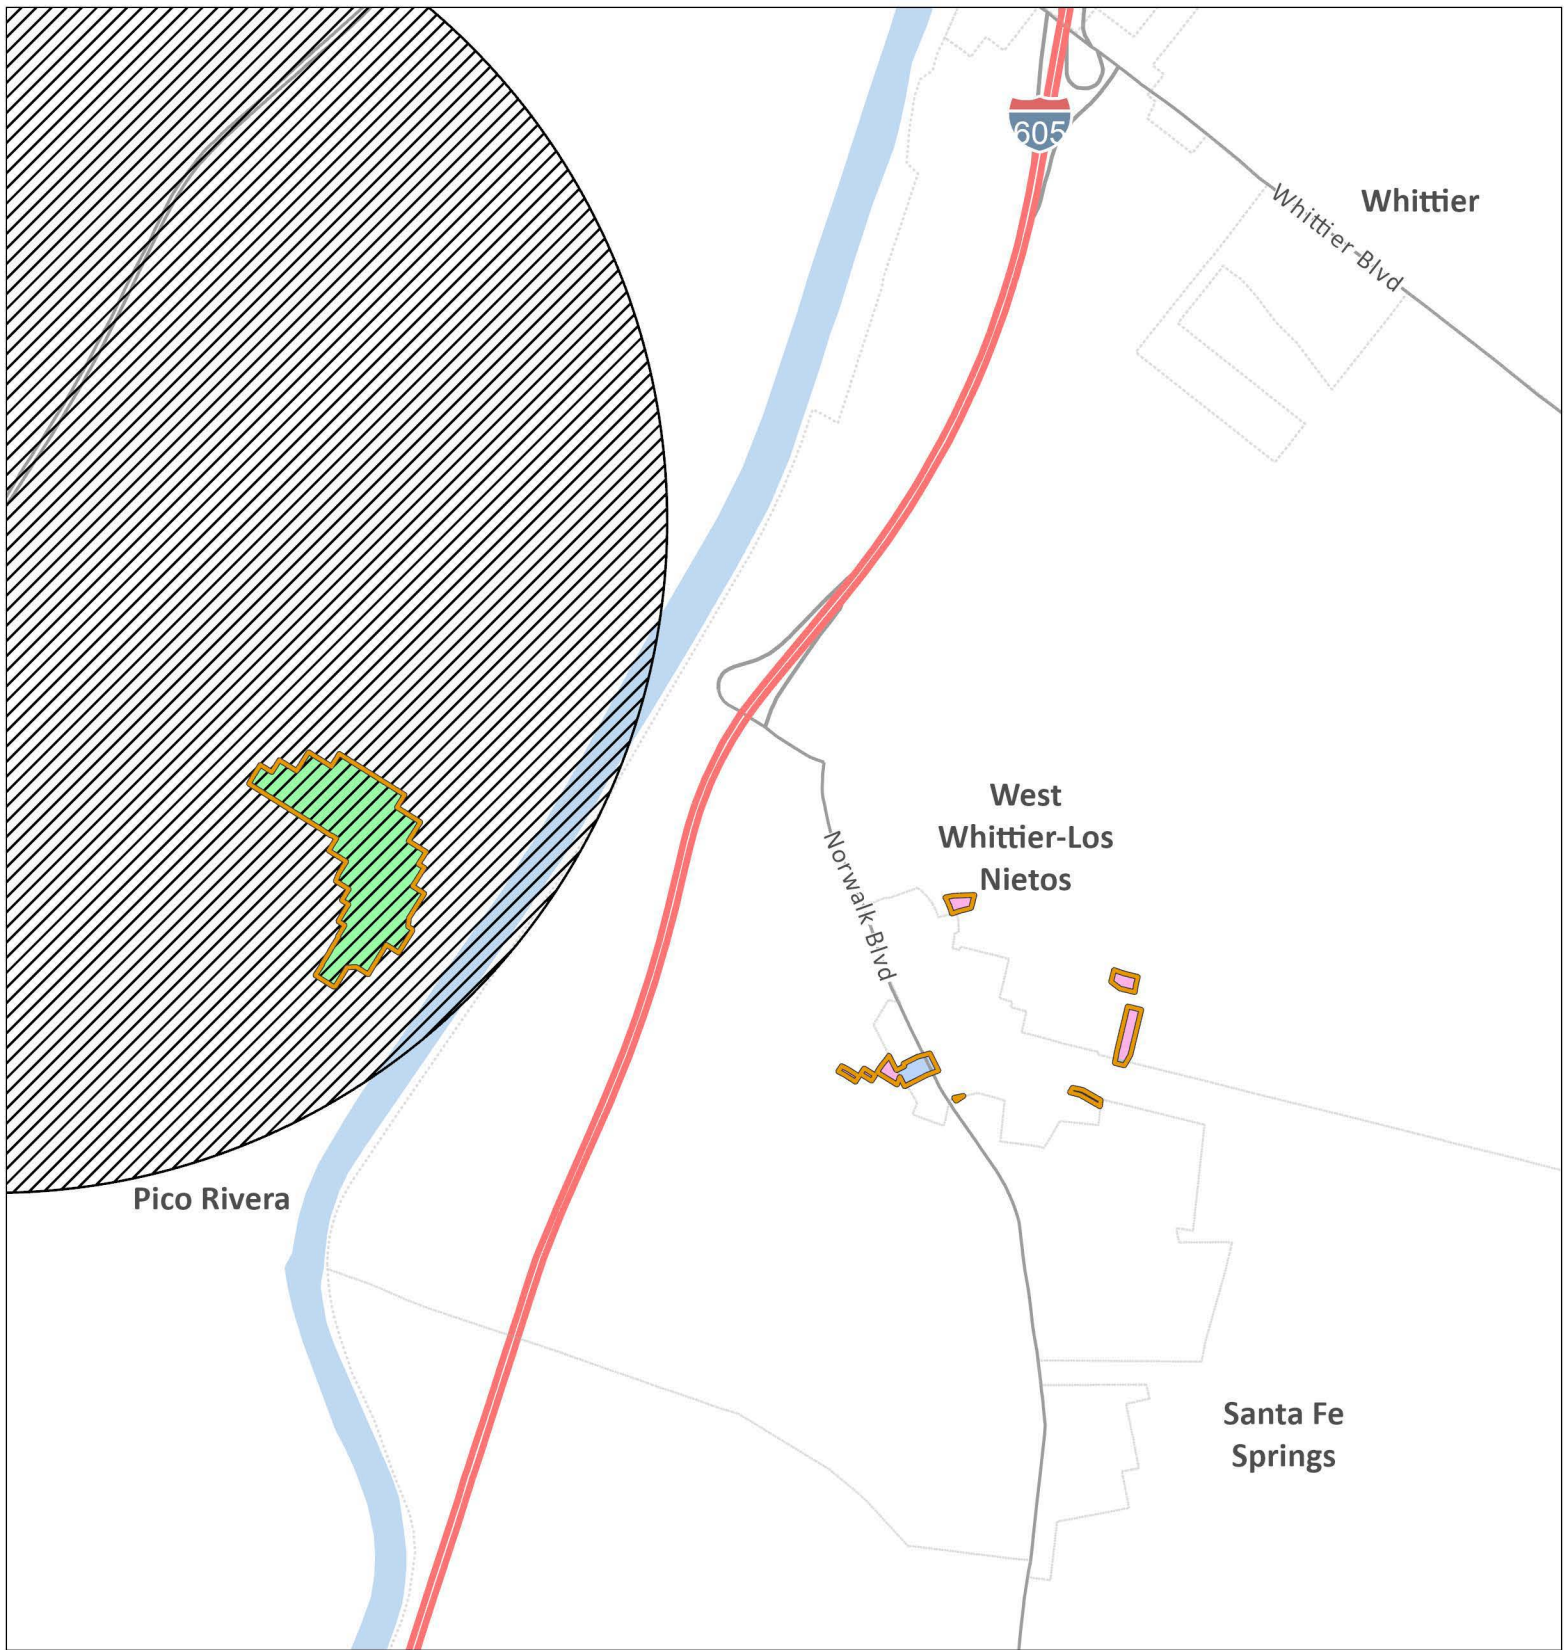 605
Whittier
Whittier Blvd
West
Whittier-Los
Nietos
Norwalk Blvd
Pico Rivera
Santa Fe
Springs